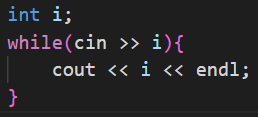 int i;
while(cin >> i){
    cout << i << endl;
}